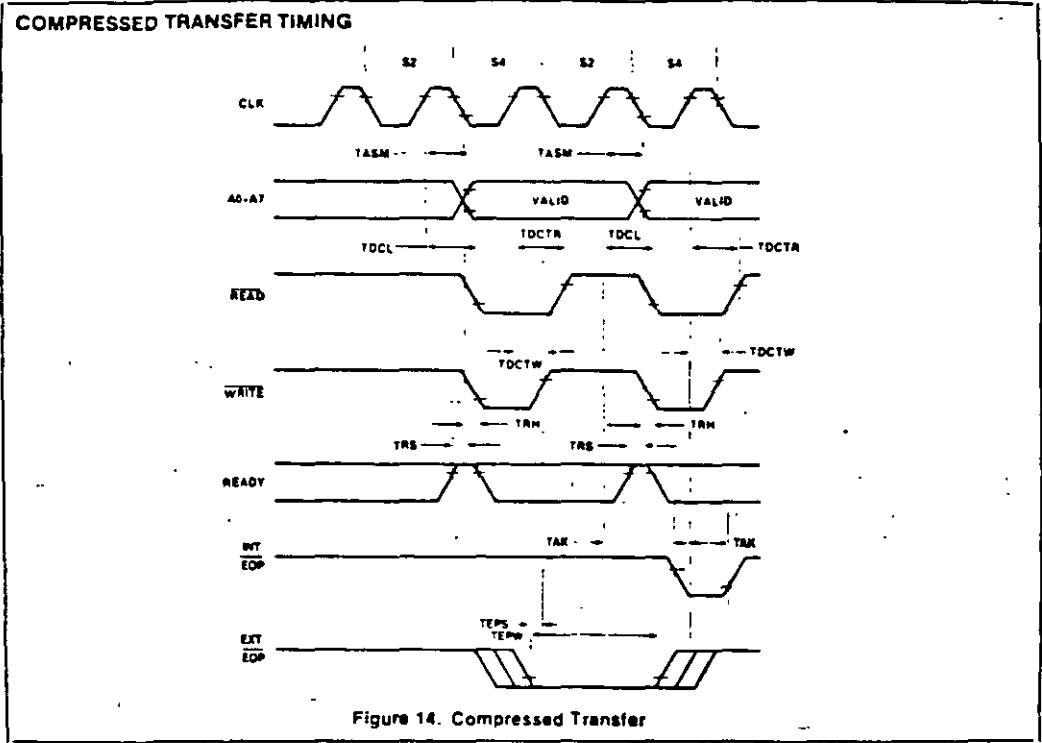 COMPRESSED TRANSFER TIMING
S2 S4 S2 S4
CLK
TASM TASM
A0-A7 VALID VALID
TDCL TDCTR TDCL TDCTR
READ
TDCTW TDCTW
WRITE
TRH TRH
TRS TRS
READY
TAK TAK
INT
EOP
TEPS
TEPW
EXT
EOP
Figure 14. Compressed Transfer